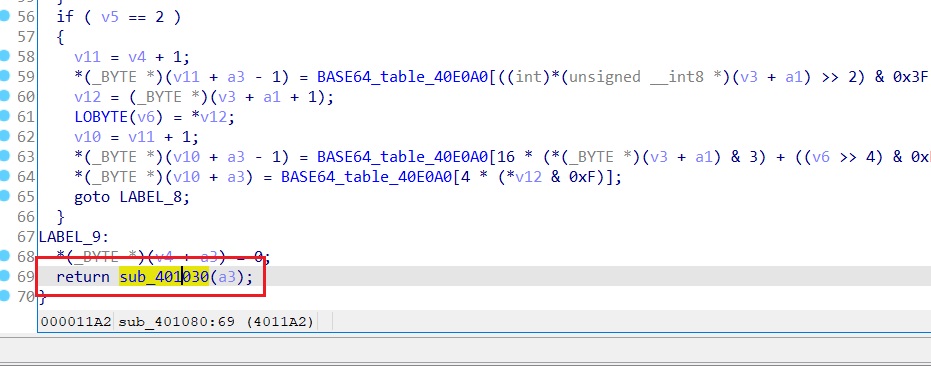 56 if ( v5 == 2 )
57 {
58 v11 = v4 + 1;
59 *(_BYTE *)(v11 + a3 - 1) = BASE64_table_40E0A0[((int)*(unsigned __int8 *)(v3 + a1) >> 2) & 0x3F
60 v12 = (_BYTE *)(v3 + a1 + 1);
61 LOBYTE(v6) = *v12;
62 v10 = v11 + 1;
63 *(_BYTE *)(v10 + a3 - 1) = BASE64_table_40E0A0[16 * (*(_BYTE *)(v3 + a1) & 3) + ((v6 >> 4) & 0x
64 *(_BYTE *)(v10 + a3) = BASE64_table_40E0A0[4 * (*v12 & 0xF)];
65 goto LABEL_8;
66 }
67 LABEL_9:
68 *(_BYTE *)(v4 + a3) = 0;
69 return sub_401030(a3);
70 }
000011A2 sub_401080:69 (4011A2)